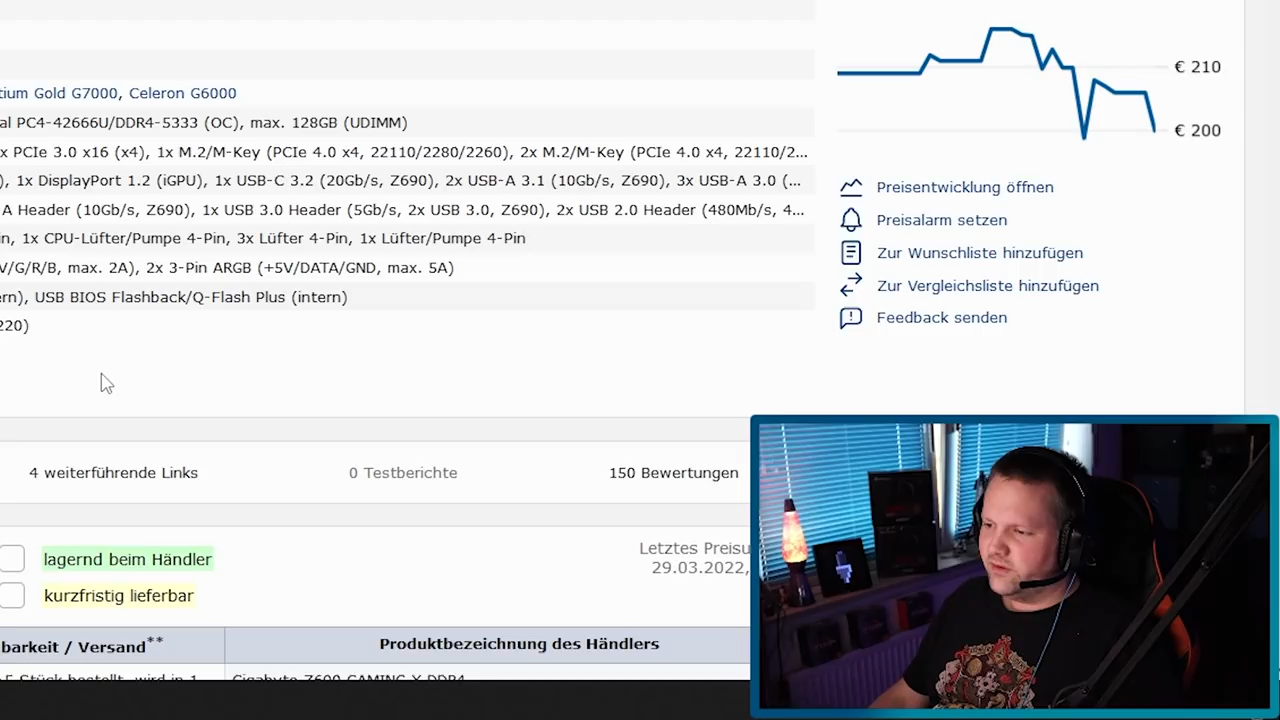 € 210
tium Gold G7000, Celeron G6000
al PC4-42666U/DDR4-5333 (OC), max. 128GB (UDIMM)
€ 200
x PCIe 3.0 x16 (x4), 1x M.2/M-Key (PCIe 4.0 x4, 22110/2280/2260), 2x M.2/M-Key (PCIe 4.0 x4, 22110/2...
), 1x DisplayPort 1.2 (iGPU), 1x USB-C 3.2 (20Gb/s, Z690), 2x USB-A 3.1 (10Gb/s, Z690), 3x USB-A 3.0 (...
Preisentwicklung öffnen
A Header (10Gb/s, Z690), 1x USB 3.0 Header (5Gb/s, 2x USB 3.0, Z690), 2x USB 2.0 Header (480Mb/s, 4...
Preisalarm setzen
in, 1x CPU-Lüfter/Pumpe 4-Pin, 3x Lüfter 4-Pin, 1x Lüfter/Pumpe 4-Pin
Zur Wunschliste hinzufügen
V/G/R/B, max. 2A), 2x 3-Pin ARGB (+5V/DATA/GND, max. 5A)
Zur Vergleichsliste hinzufügen
ern), USB BIOS Flashback/Q-Flash Plus (intern)
Feedback senden
220)
4 weiterführende Links
0 Testberichte
150 Bewertungen
lagernd beim Händler
Letztes Preisu
29.03.2022,
kurzfristig lieferbar
barkeit / Versand**
Produktbezeichnung des Händlers